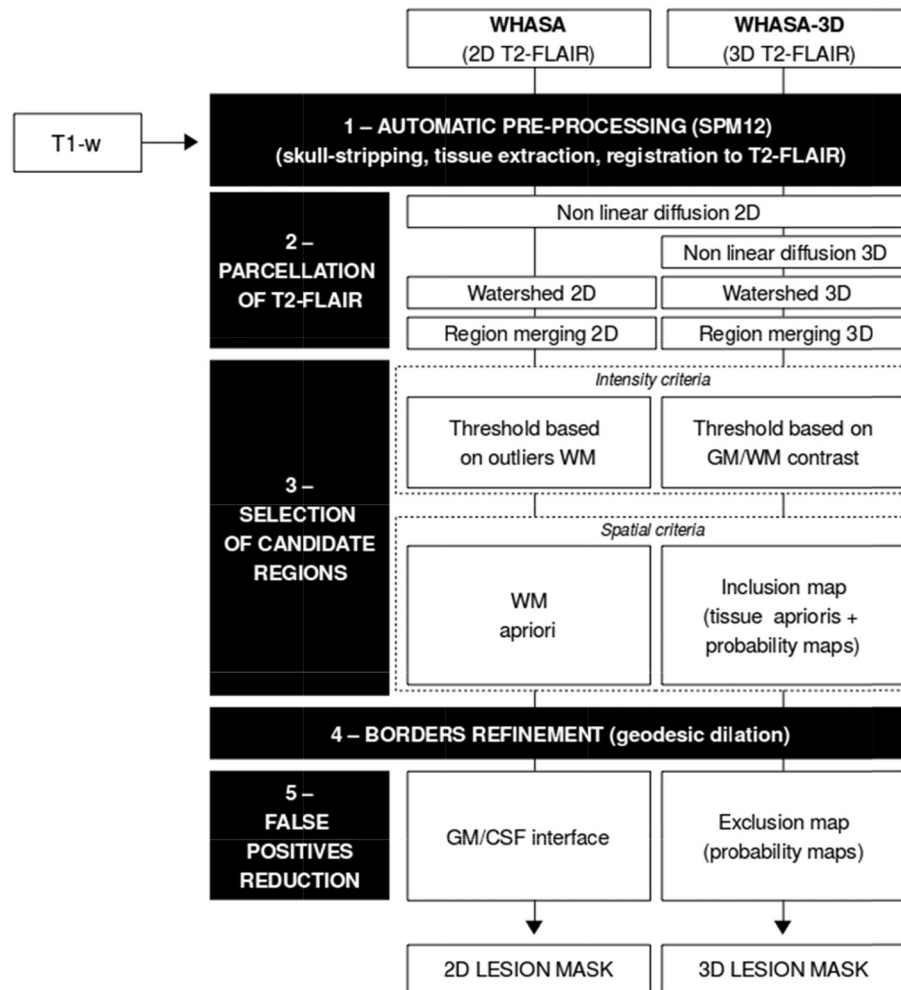 WHASA
(2D T2-FLAIR)
WHASA-3D
(3D T2-FLAIR)
T1-w
1 – AUTOMATIC PRE-PROCESSING (SPM12)
(skull-stripping, tissue extraction, registration to T2-FLAIR)
2 –
PARCELLATION
OF T2-FLAIR
Non linear diffusion 2D
Non linear diffusion 3D
Watershed 2D
Watershed 3D
Region merging 2D
Region merging 3D
3 –
SELECTION
OF CANDIDATE
REGIONS
Intensity criteria
Threshold based
on outliers WM
Threshold based on
GM/WM contrast
Spatial criteria
WM
apriori
Inclusion map
(tissue aprioris +
probability maps)
4 – BORDERS REFINEMENT (geodesic dilation)
5 –
FALSE
POSITIVES
REDUCTION
GM/CSF interface
Exclusion map
(probability maps)
2D LESION MASK
3D LESION MASK